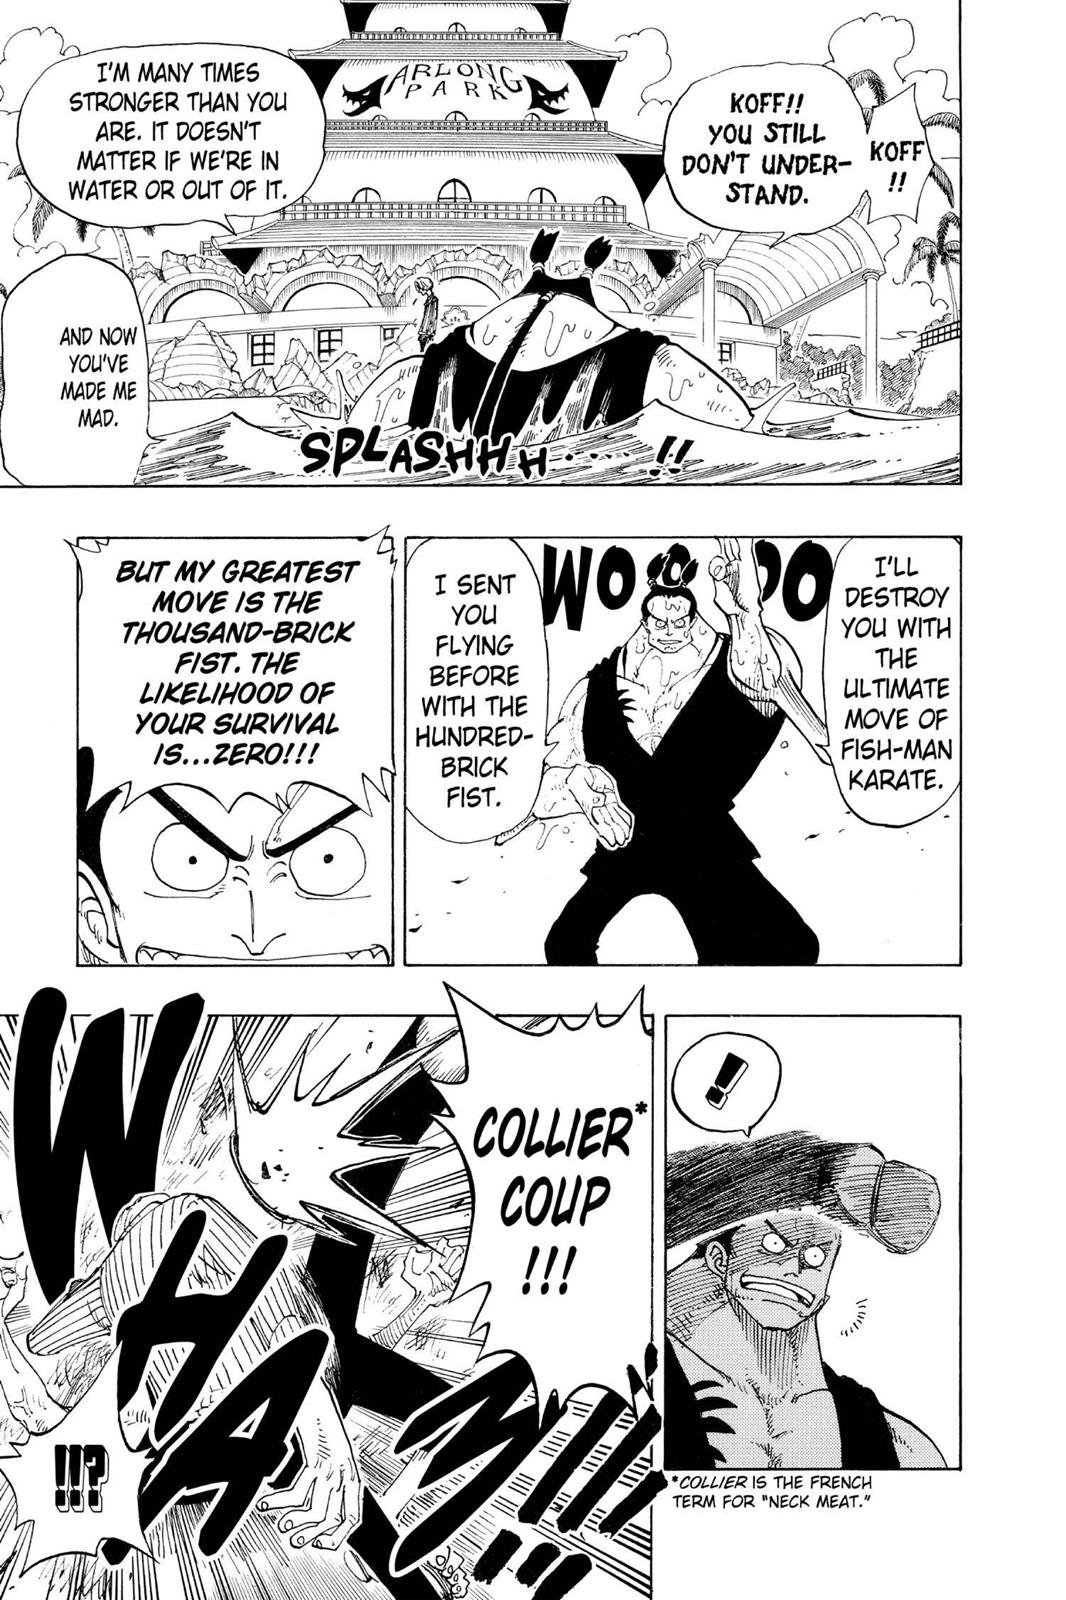 KOFF
!!
KOFF!!
YOU STILL
DON'T UNDER-
STAND.
ARLONG
PARK
I'M MANY TIMES
STRONGER THAN YOU
ARE. IT DOESN'T
MATTER IF WE'RE IN
WATER OR OUT OF IT.
AND NOW
YOU'VE
MADE ME
MAD.
SPLASHHH.....!!
I'LL
DESTROY
YOU WITH
THE
ULTIMATE
MOVE OF
FISH-MAN
KARATE.
WOOOOO
I SENT
YOU
FLYING
BEFORE
WITH THE
HUNDRED-
BRICK
FIST.
BUT MY GREATEST
MOVE IS THE
THOUSAND-BRICK
FIST. THE
LIKELIHOOD OF
YOUR SURVIVAL
IS...ZERO!!!
!
COLLIER*
COUP
!!!
WHAM!!!!
!!?
*COLLIER IS THE FRENCH
TERM FOR "NECK MEAT."